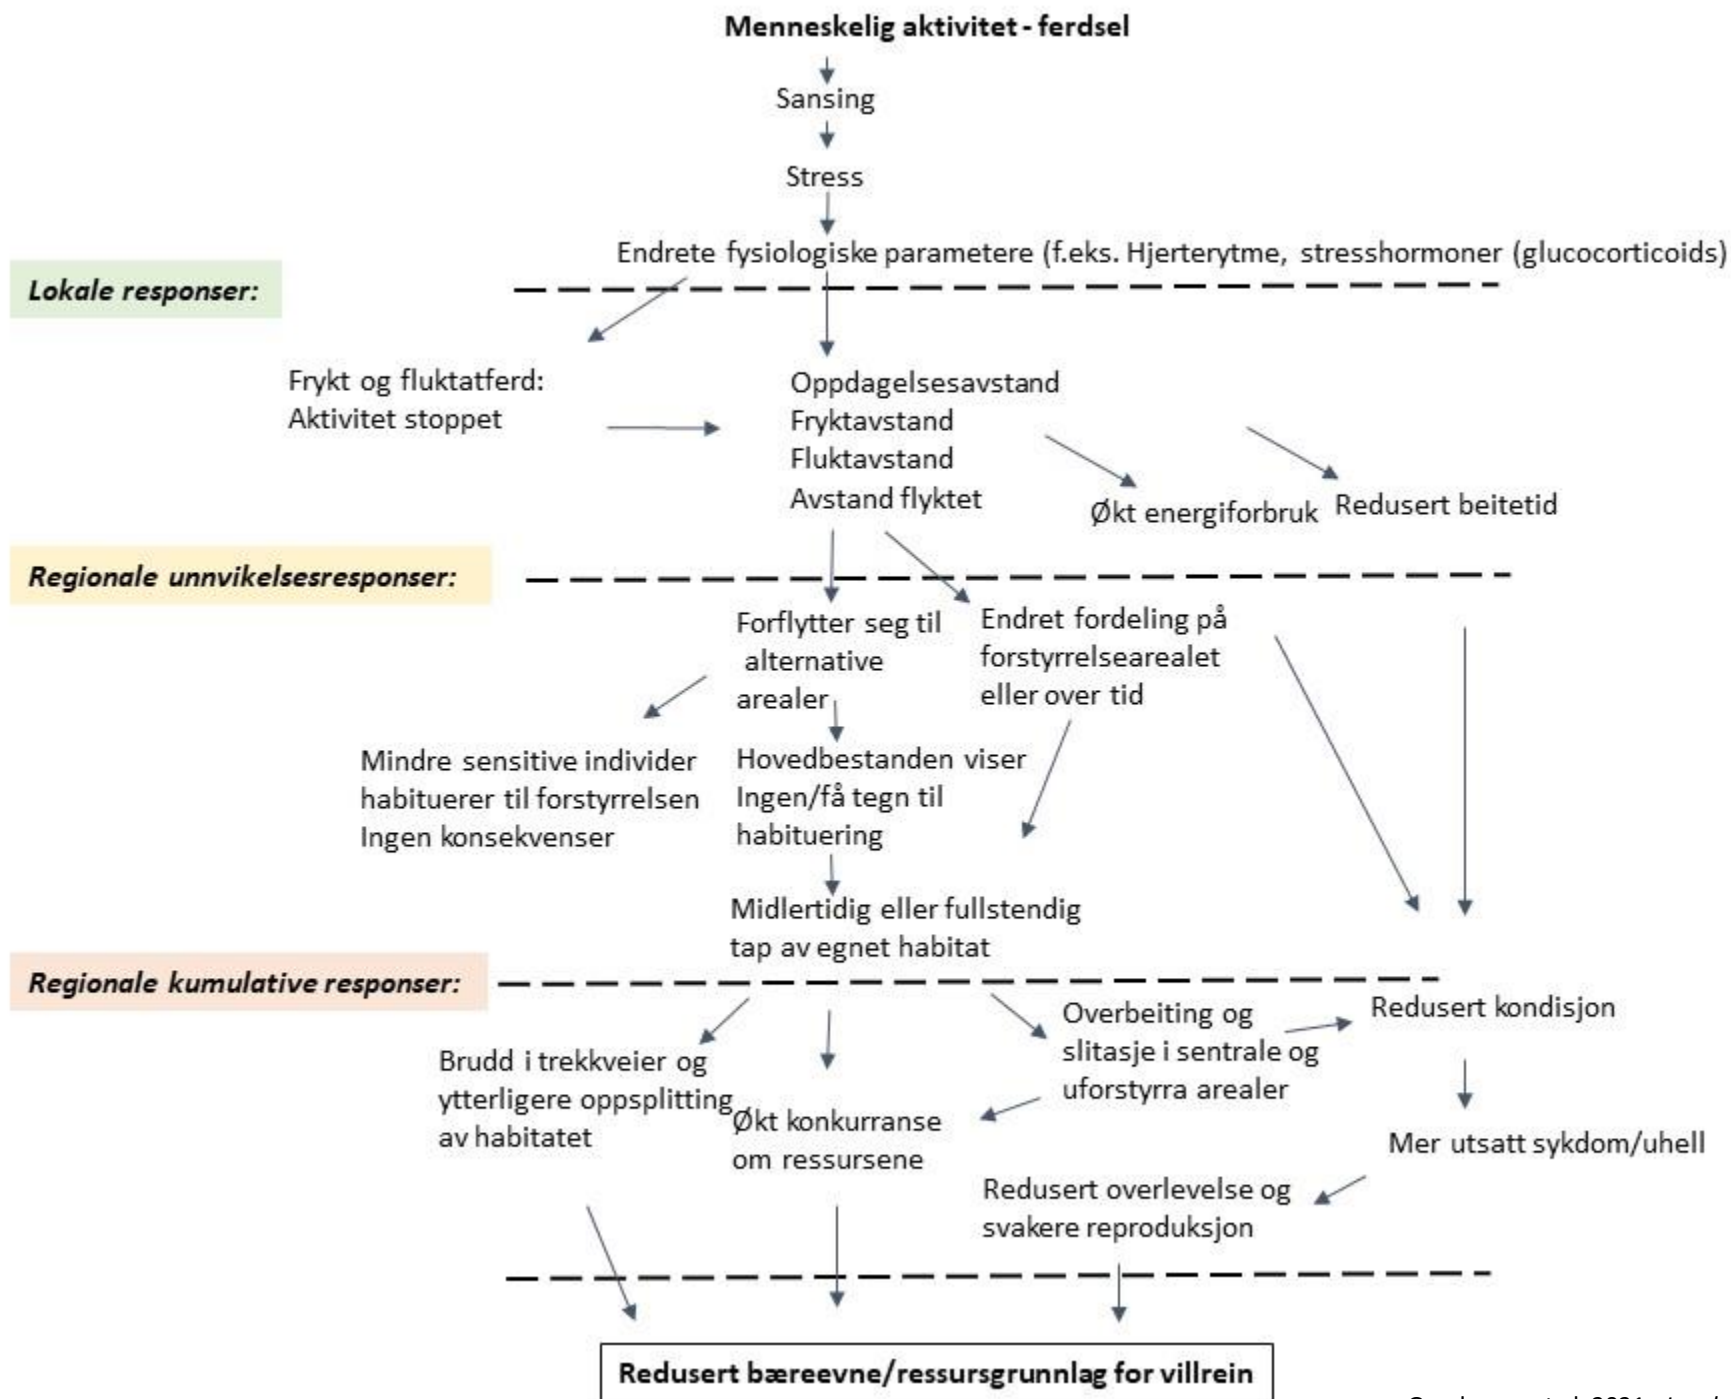 Menneskelig aktivitet - ferdsel
Sansing
Stress
Endrete fysiologiske parametere (f.eks. Hjerterytme, stresshormoner (glucocorticoids)
Lokale responser:
Frykt og fluktatferd:
Aktivitet stoppet
Oppdagelsesavstand
Fryktavstand
Fluktavstand
Avstand flyktet
Økt energiforbruk
Redusert beitetid
Regionale unnvikelsesresponser:
Forflytter seg til
alternative
arealer
Endret fordeling på
forstyrrelsearealet
eller over tid
Mindre sensitive individer
habituerer til forstyrrelsen
Ingen konsekvenser
Hovedbestanden viser
Ingen/få tegn til
habituering
Midlertidig eller fullstendig
tap av egnet habitat
Regionale kumulative responser:
Brudd i trekkveier og
ytterligere oppsplitting
av habitatet
Økt konkurranse
om ressursene
Overbeiting og
slitasje i sentrale og
uforstyrra arealer
Redusert kondisjon
Mer utsatt sykdom/uhell
Redusert overlevelse og
svakere reproduksjon
Redusert bæreevne/ressursgrunnlag for villrein